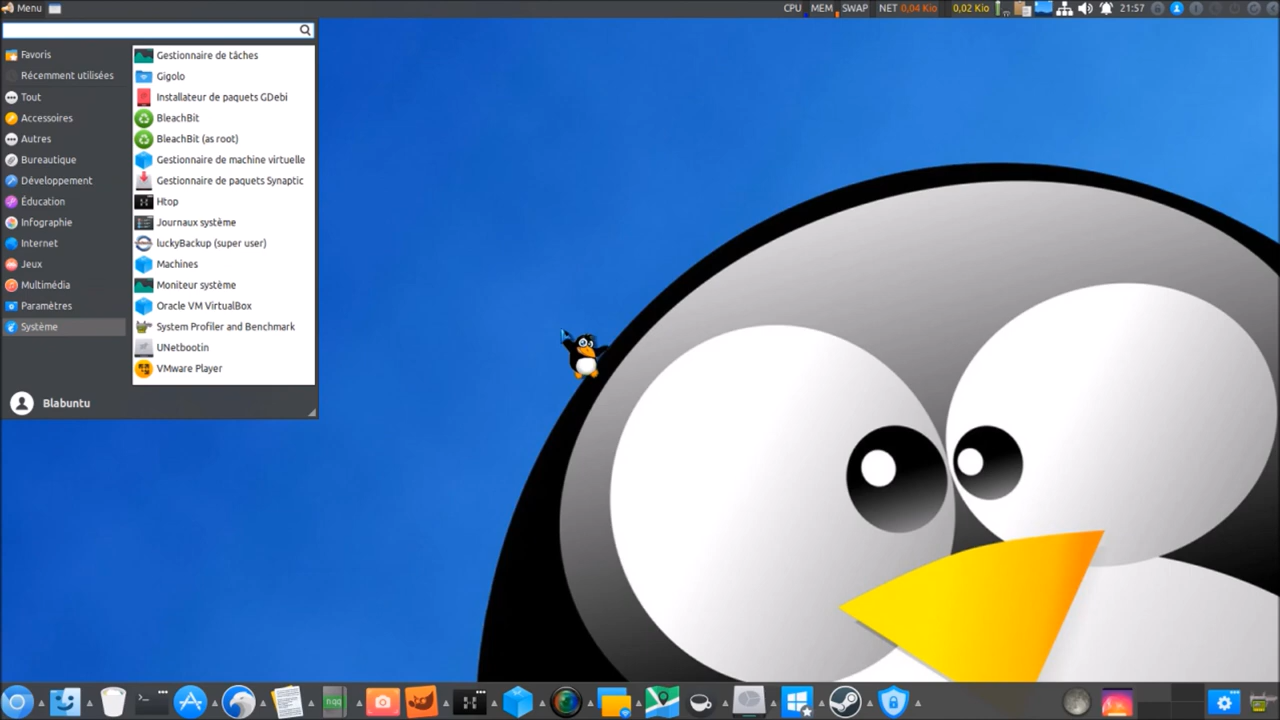 Menu
CPU MEM SWAP NET 0,04 Kio 0,02 Kio 21:57
Favoris
Récemment utilisées
Tout
Accessoires
Autres
Bureautique
Développement
Éducation
Infographie
Internet
Jeux
Multimédia
Paramètres
Système
Gestionnaire de tâches
Gigolo
Installateur de paquets GDebi
BleachBit
BleachBit (as root)
Gestionnaire de machine virtuelle
Gestionnaire de paquets Synaptic
Htop
Journaux système
luckyBackup (super user)
Machines
Moniteur système
Oracle VM VirtualBox
System Profiler and Benchmark
UNetbootin
VMware Player
Blabuntu
nqq